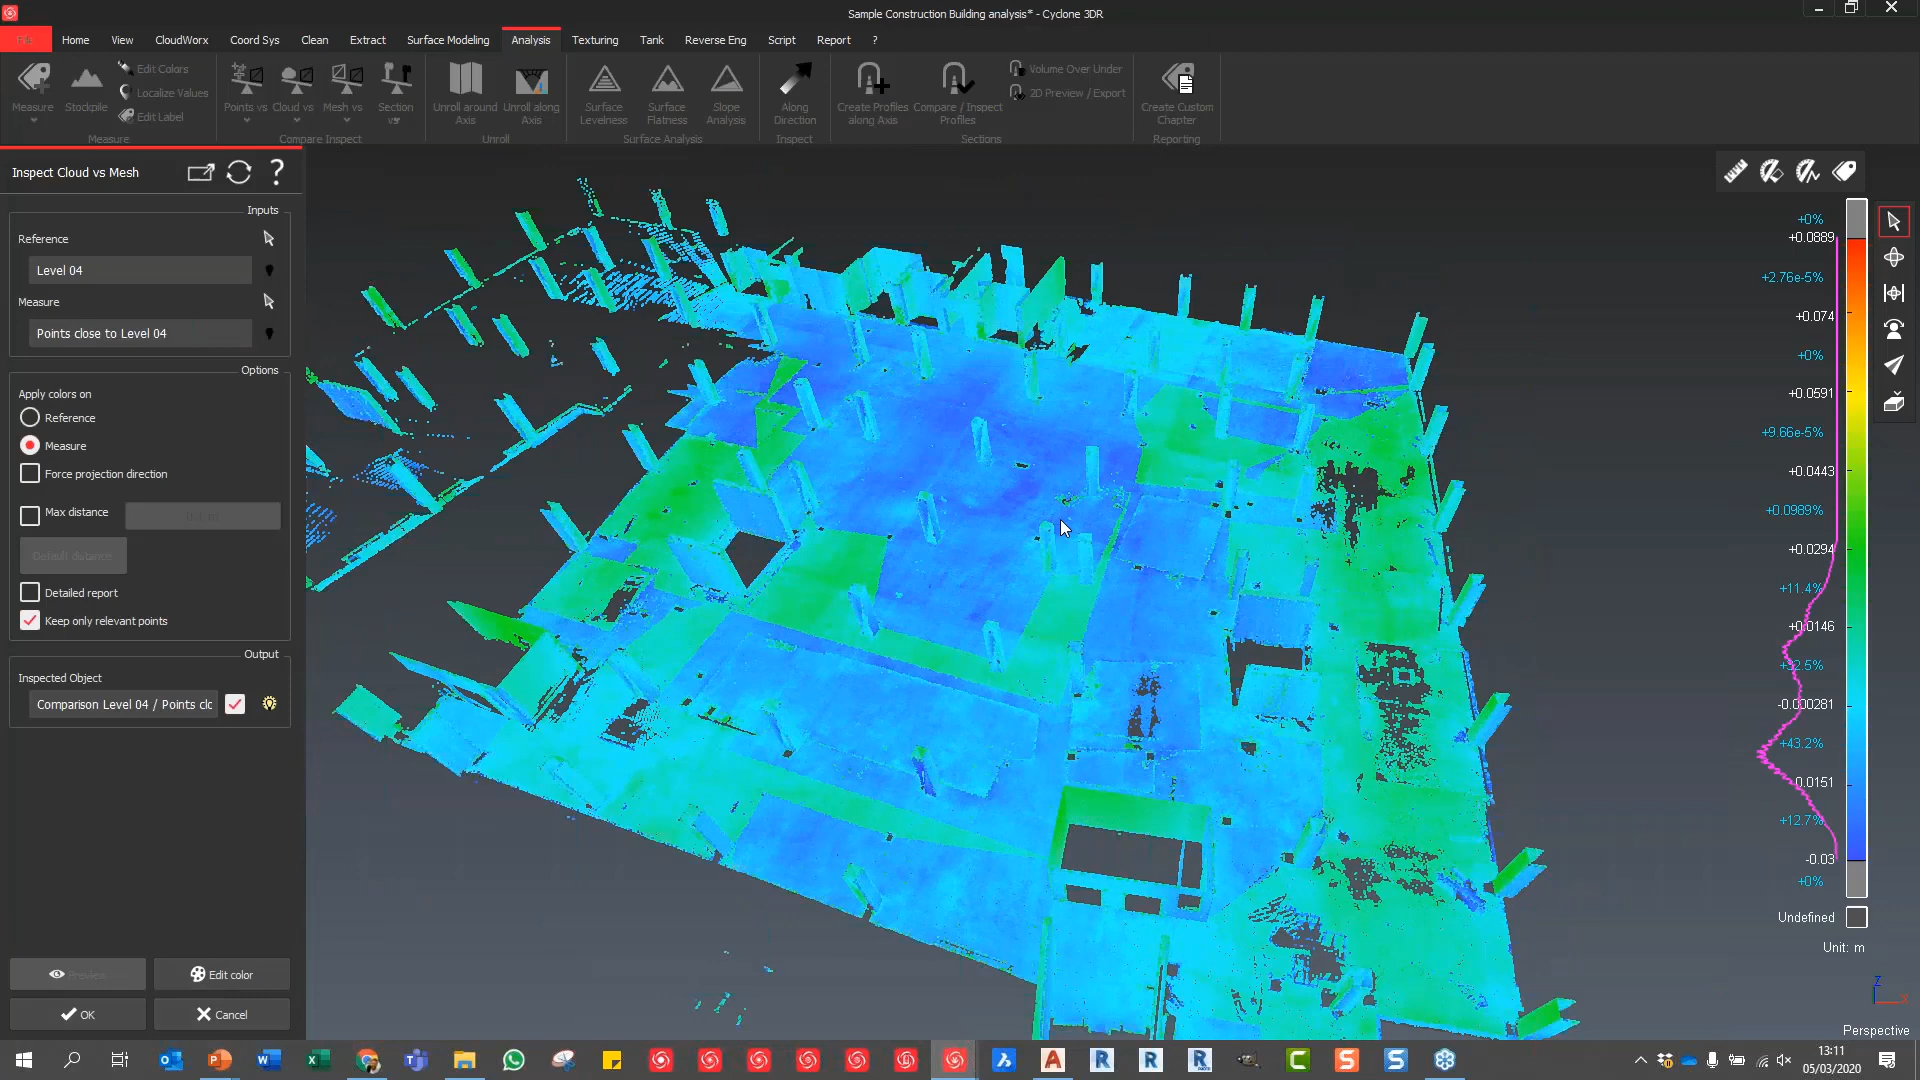 Sample Construction Building analysis* - Cyclone 3DR
File Home View CloudWorx Coord Sys Clean Extract Surface Modeling Analysis Texturing Tank Reverse Eng Script Report ?
Measure
Stockpile
Edit Colors
Localize Values
Edit Label
Measure
Points vs
Cloud vs
Mesh vs
Section vs
Compare Inspect
Unroll around Axis
Unroll along Axis
Unroll
Surface Levelness
Surface Flatness
Slope Analysis
Surface Analysis
Along Direction
Inspect
Create Profiles along Axis
Compare / Inspect Profiles
Volume Over Under
2D Preview / Export
Sections
Create Custom Chapter
Reporting
Inspect Cloud vs Mesh
?
Inputs
Reference
Level 04
Measure
Points close to Level 04
Options
Apply colors on
Reference
Measure
Force projection direction
Max distance
Default distance
Detailed report
Keep only relevant points
Output
Inspected Object
Comparison Level 04 / Points clo
Preview
Edit color
OK
Cancel
+0%
+0.0889
+2.76e-5%
+0.074
+0%
+0.0591
+9.66e-5%
+0.0443
+0.0989%
+0.0294
+11.4%
+0.0146
+32.5%
-0.000281
+43.2%
-0.0151
+12.7%
-0.03
+0%
Undefined
Unit: m
Z
Perspective
13:11
05/03/2020